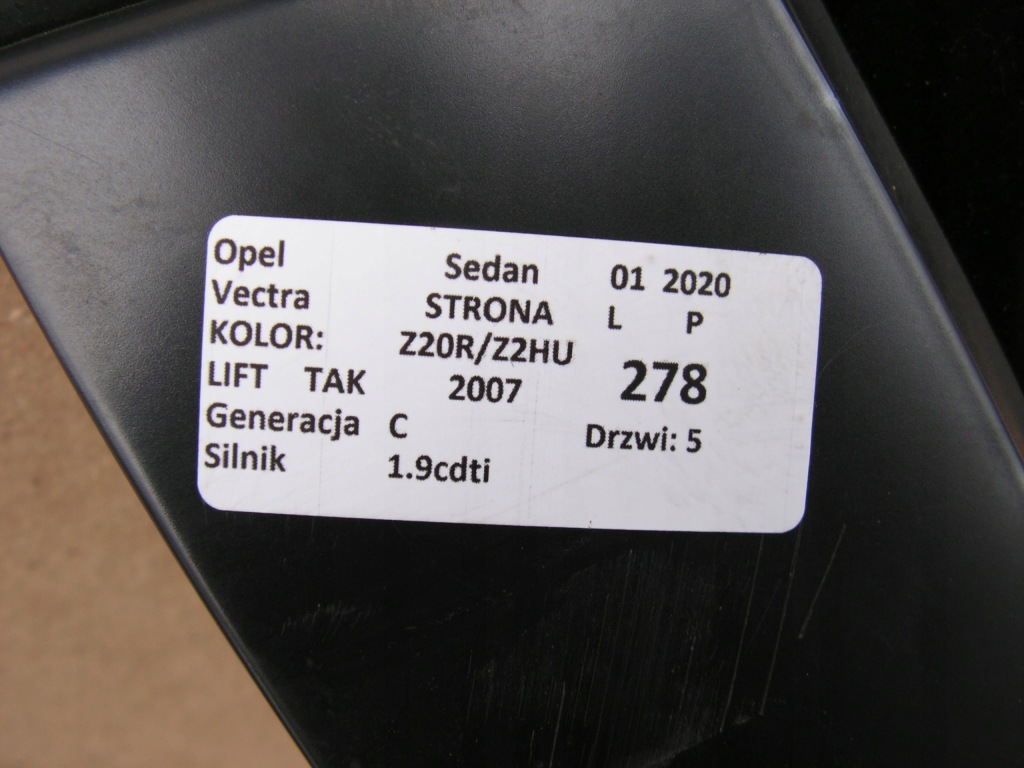 Opel Sedan 01 2020
Vectra STRONA L P
KOLOR: Z20R/Z2HU
LIFT TAK 2007 278
Generacja C Drzwi: 5
Silnik 1.9cdti